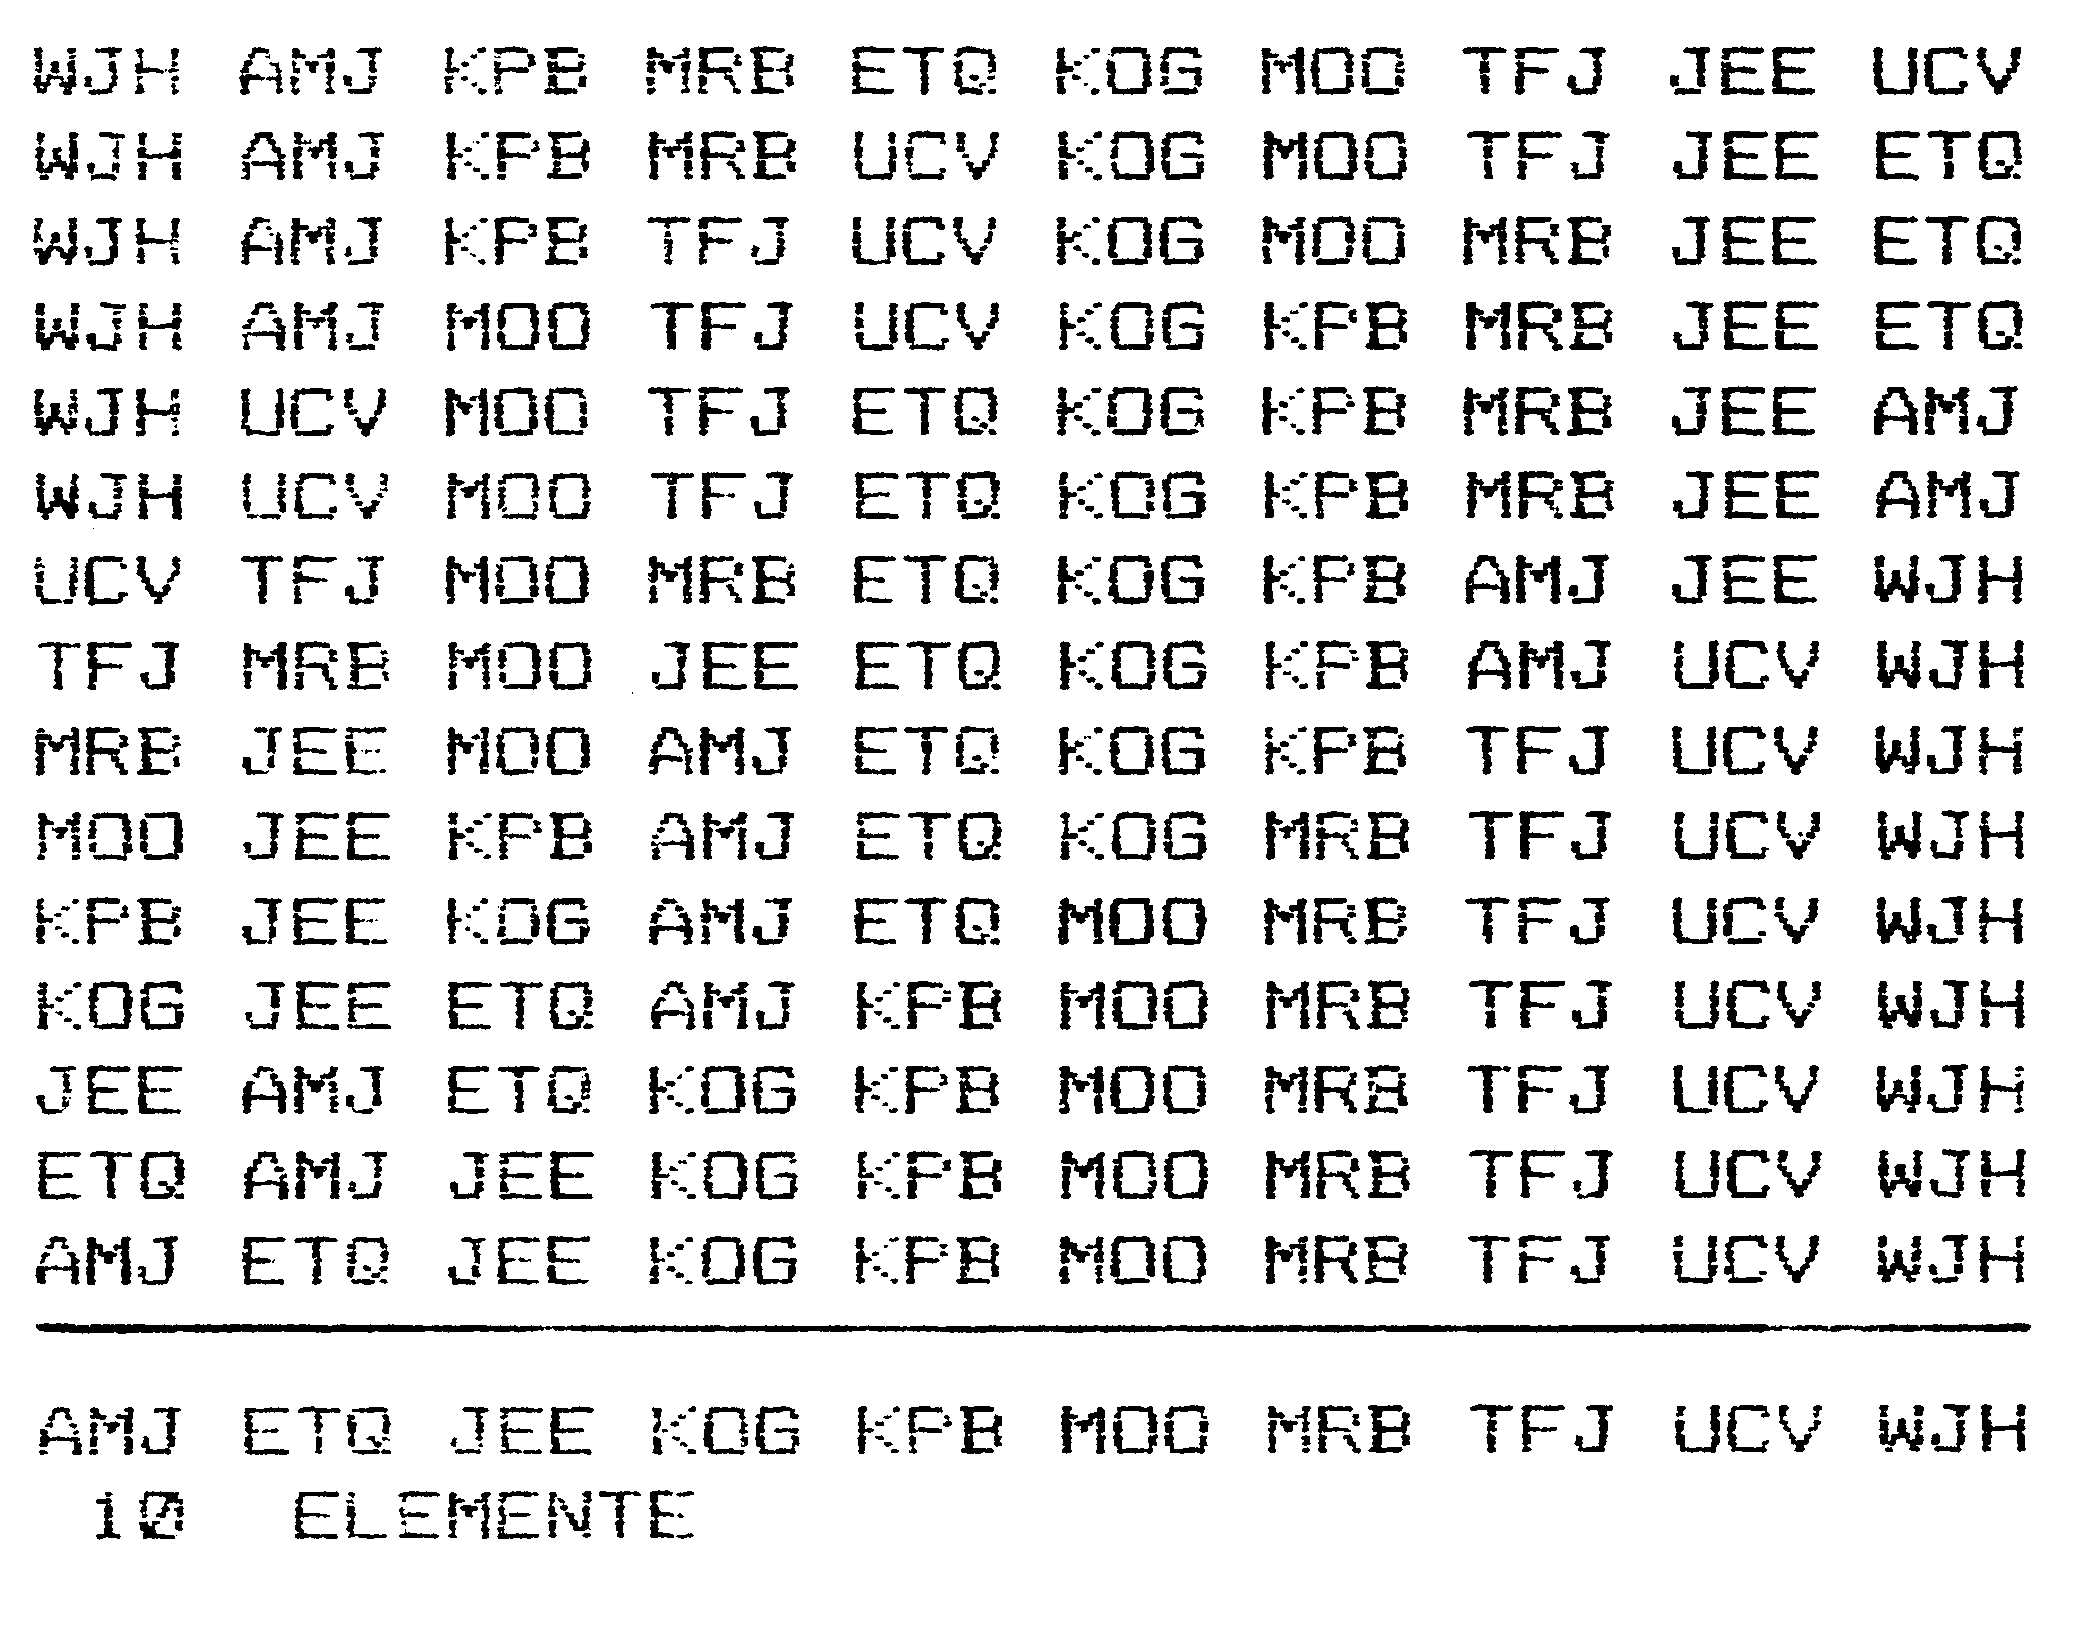 WJH AMJ KPB MRB ETQ KOG MOO TFJ JEE UCV
WJH AMJ KPB MRB UCV KOG MOO TFJ JEE ETQ
WJH AMJ KPB TFJ UCV KOG MOO MRB JEE ETQ
WJH AMJ MOO TFJ UCV KOG KPB MRB JEE ETQ
WJH UCV MOO TFJ ETQ KOG KPB MRB JEE AMJ
WJH UCV MOO TFJ ETQ KOG KPB MRB JEE AMJ
UCV TFJ MOO MRB ETQ KOG KPB AMJ JEE WJH
TFJ MRB MOO JEE ETQ KOG KPB AMJ UCV WJH
MRB JEE MOO AMJ ETQ KOG KPB TFJ UCV WJH
MOO JEE KPB AMJ ETQ KOG MRB TFJ UCV WJH
KPB JEE KOG AMJ ETQ MOO MRB TFJ UCV WJH
KOG JEE ETQ AMJ KPB MOO MRB TFJ UCV WJH
JEE AMJ ETQ KOG KPB MOO MRB TFJ UCV WJH
ETQ AMJ JEE KOG KPB MOO MRB TFJ UCV WJH
AMJ ETQ JEE KOG KPB MOO MRB TFJ UCV WJH
AMJ ETQ JEE KOG KPB MOO MRB TFJ UCV WJH
10 ELEMENTE